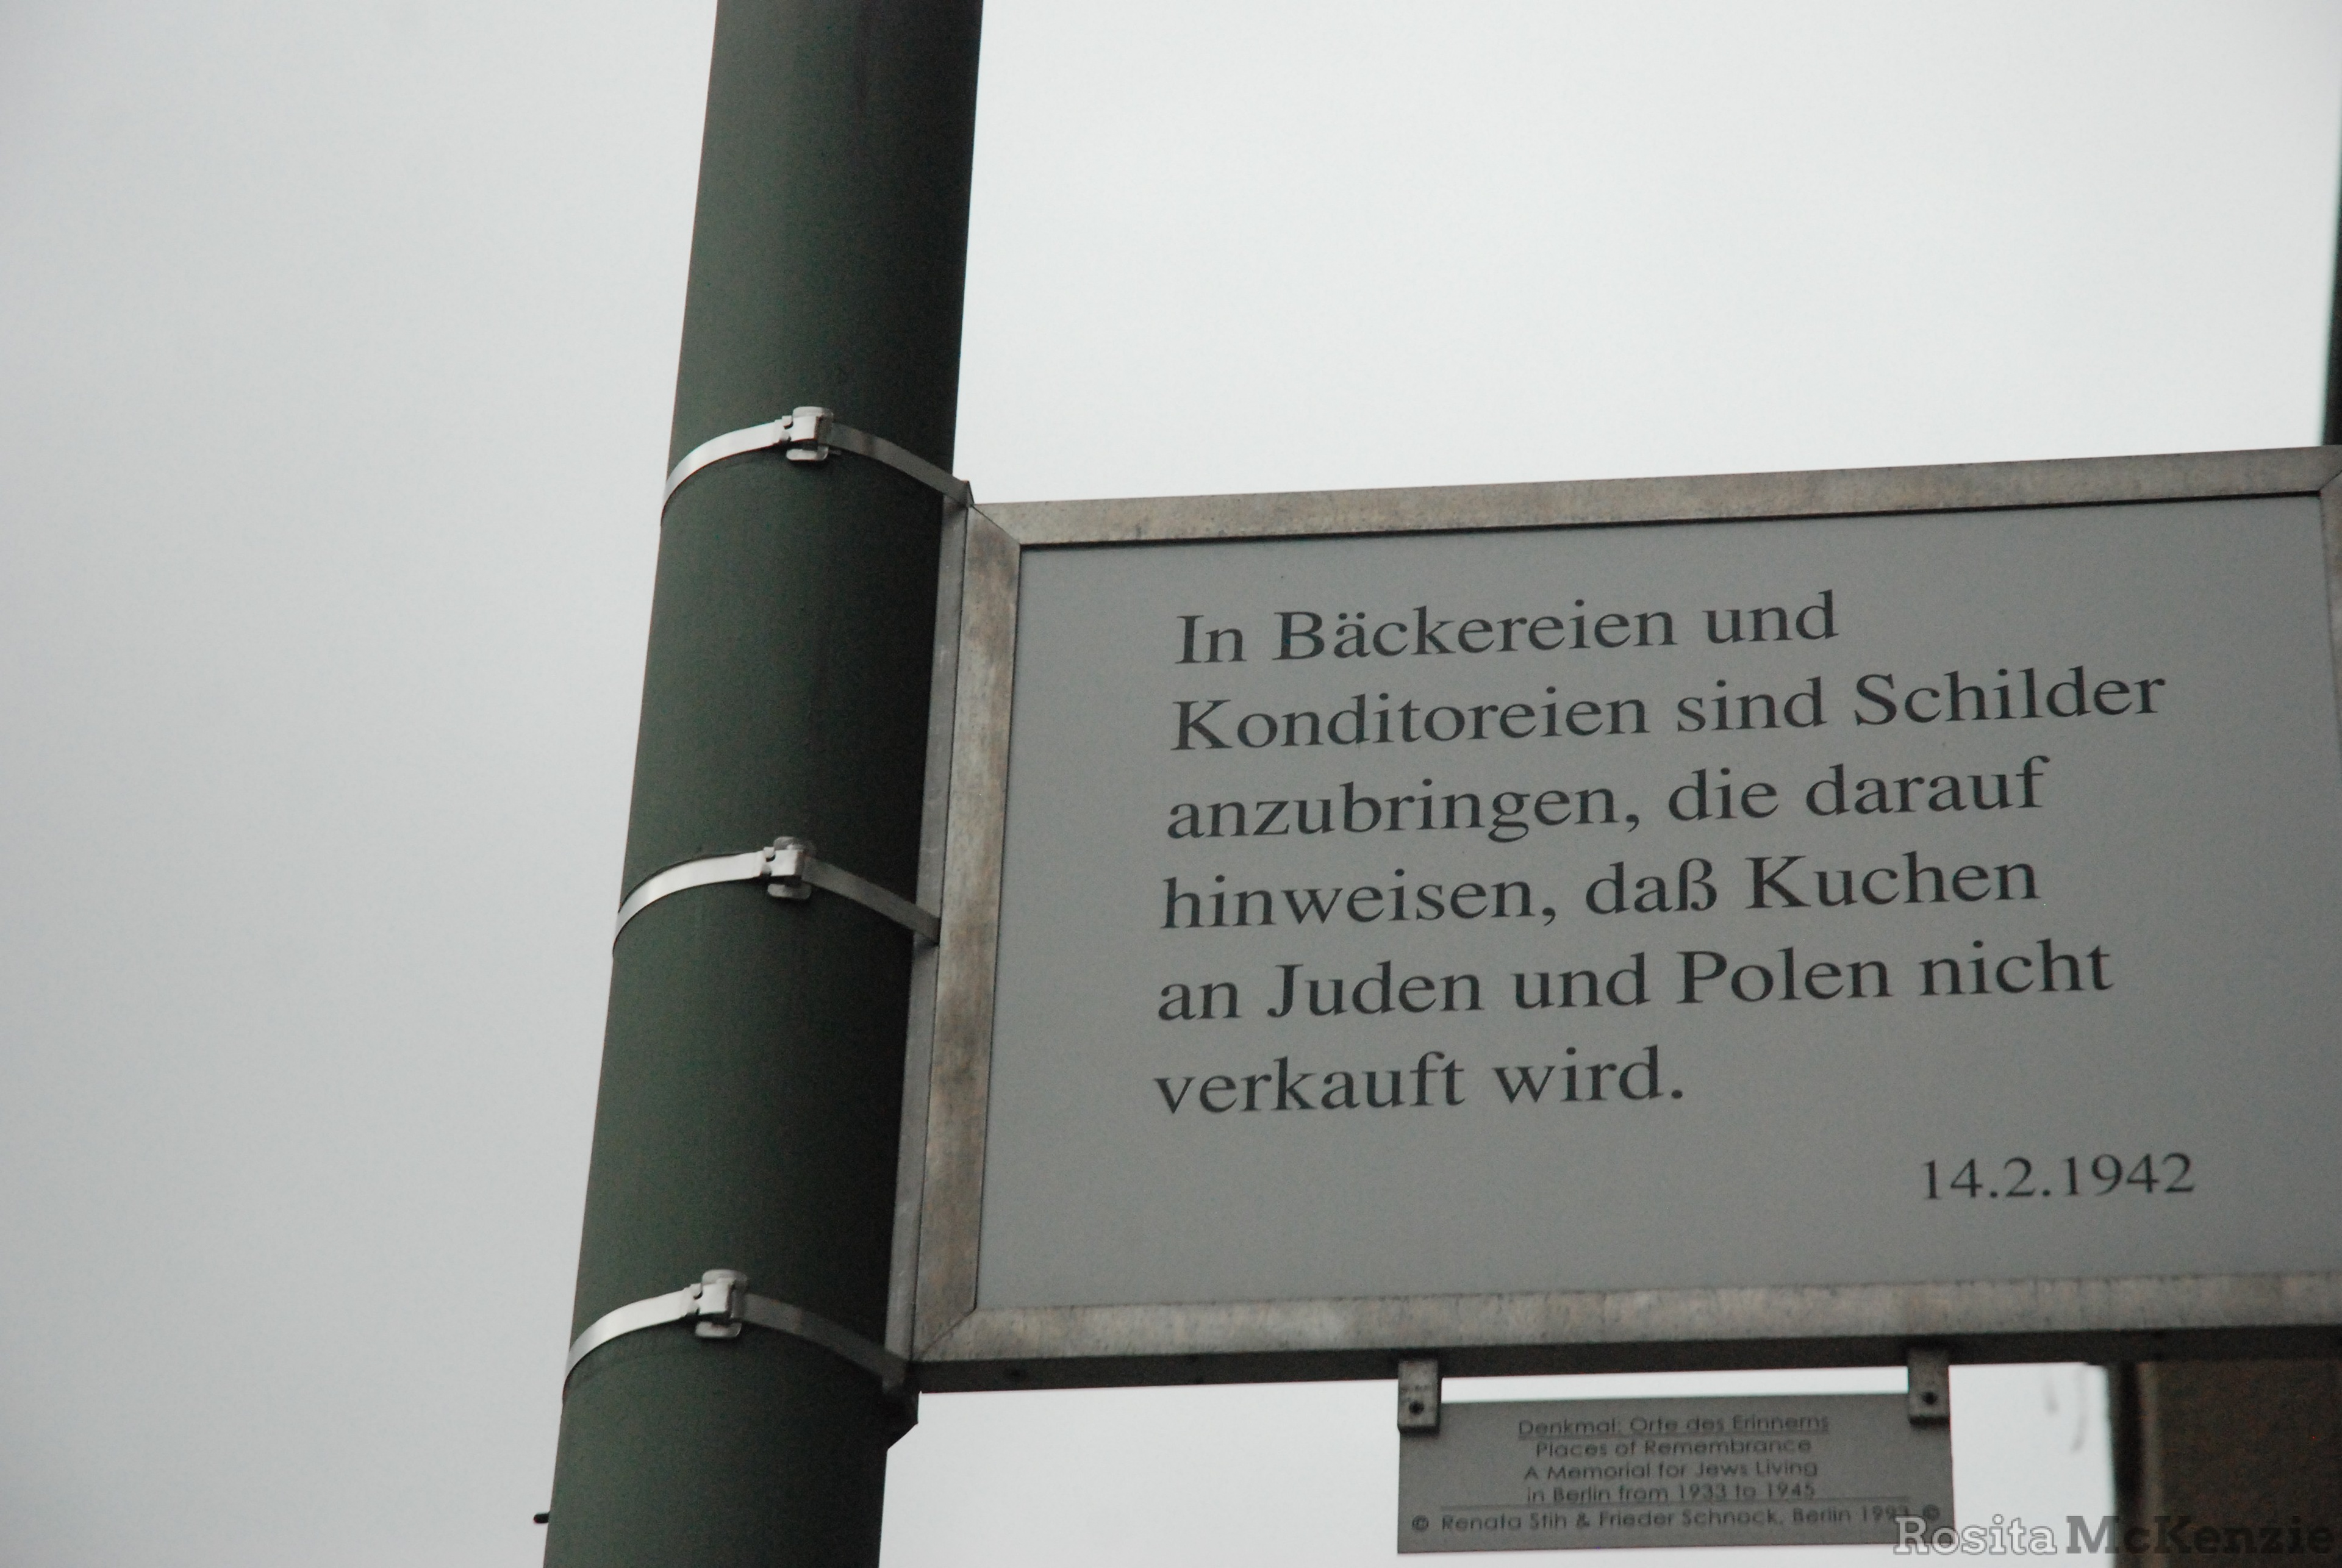 In Bäckereien und
Konditoreien sind Schilder
anzubringen, die darauf
hinweisen, daß Kuchen
an Juden und Polen nicht
verkauft wird.
14.2.1942
Denkmal: Orte des Erinnerns
Places of Remembrance
A Memorial for Jews Living
in Berlin from 1933 to 1945
© Renata Stih & Frieder Schnock, Berlin 1993 ©
Rosita McKenzie